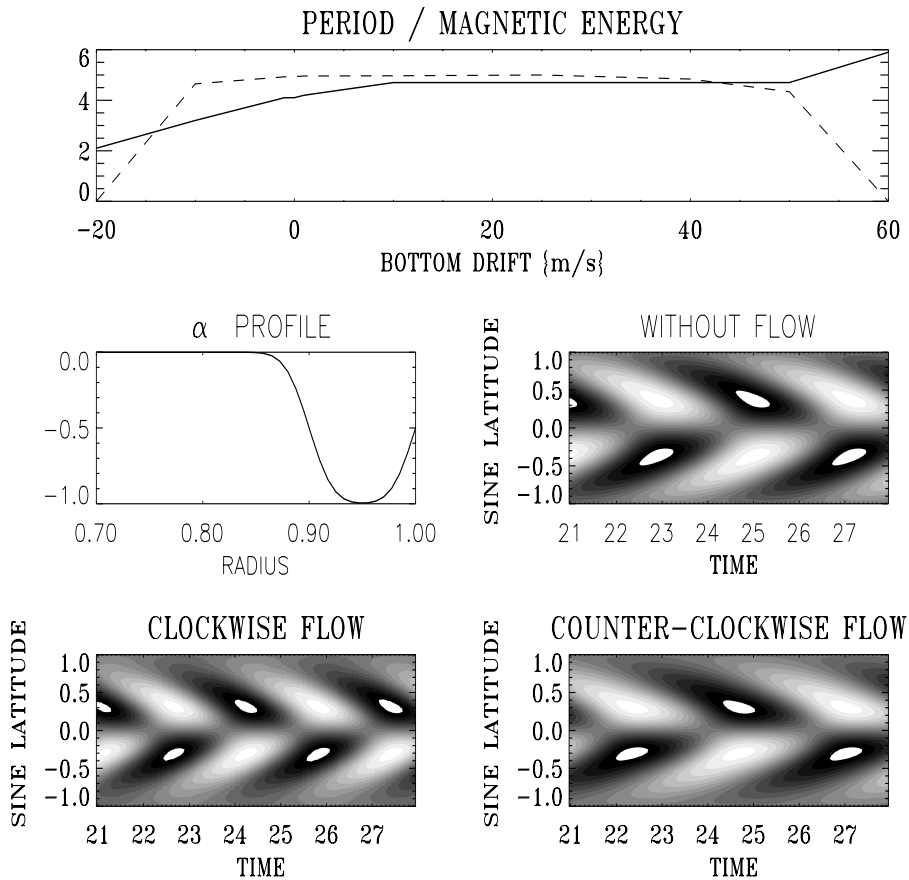 PERIOD / MAGNETIC ENERGY
6
4
2
0
−20 0 20 40 60
BOTTOM DRIFT {m/s}
α PROFILE
0.0
−0.5
−1.0
0.70 0.80 0.90 1.00
RADIUS
WITHOUT FLOW
SINE LATITUDE
1.0
0.5
0.0
−0.5
−1.0
21 22 23 24 25 26 27
TIME
CLOCKWISE FLOW
SINE LATITUDE
1.0
0.5
0.0
−0.5
−1.0
21 22 23 24 25 26 27
TIME
COUNTER−CLOCKWISE FLOW
SINE LATITUDE
1.0
0.5
0.0
−0.5
−1.0
21 22 23 24 25 26 27
TIME